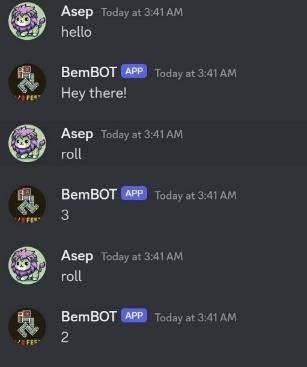 Asep Today at 3:41 AM
hello
BemBOT APP Today at 3:41 AM
Hey there!
Asep Today at 3:41 AM
roll
BemBOT APP Today at 3:41 AM
3
Asep Today at 3:41 AM
roll
BemBOT APP Today at 3:41 AM
2